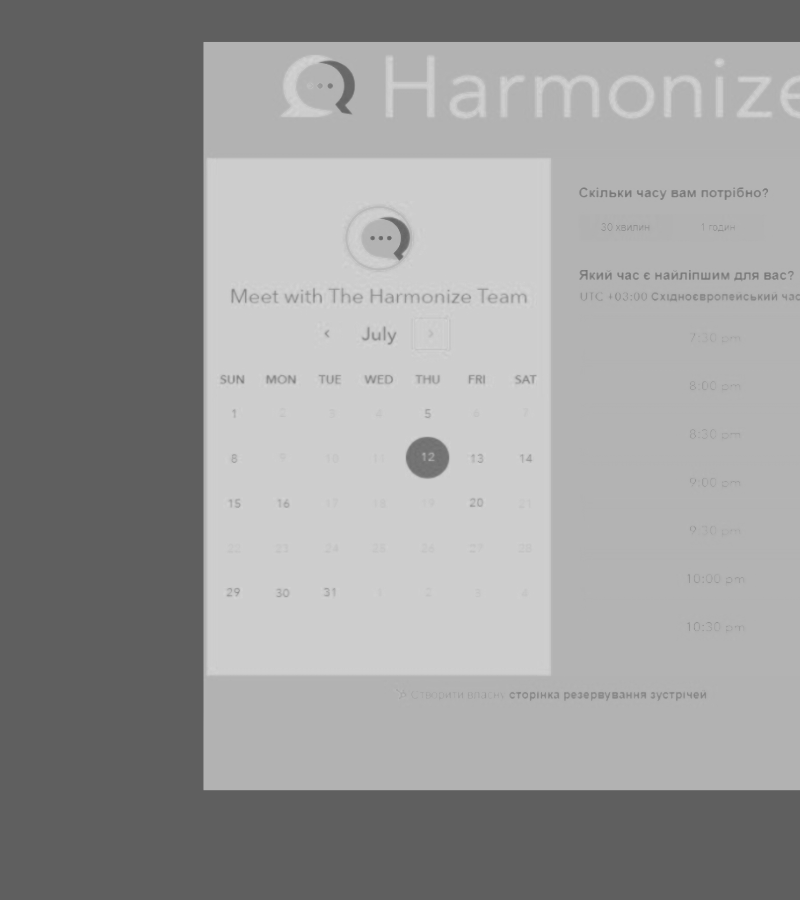 Harmonize
Meet with The Harmonize Team
‹ July ›
SUN MON TUE WED THU FRI SAT
1 2 3 4 5 6 7
8 9 10 11 12 13 14
15 16 17 18 19 20 21
22 23 24 25 26 27 28
29 30 31 1 2 3 4
Скільки часу вам потрібно?
30 хвилин 1 годин
Який час є найліпшим для вас?
UTC +03:00 Східноєвропейський час
7:30 pm
8:00 pm
8:30 pm
9:00 pm
9:30 pm
10:00 pm
10:30 pm
створити власну сторінка резервування зустрічей